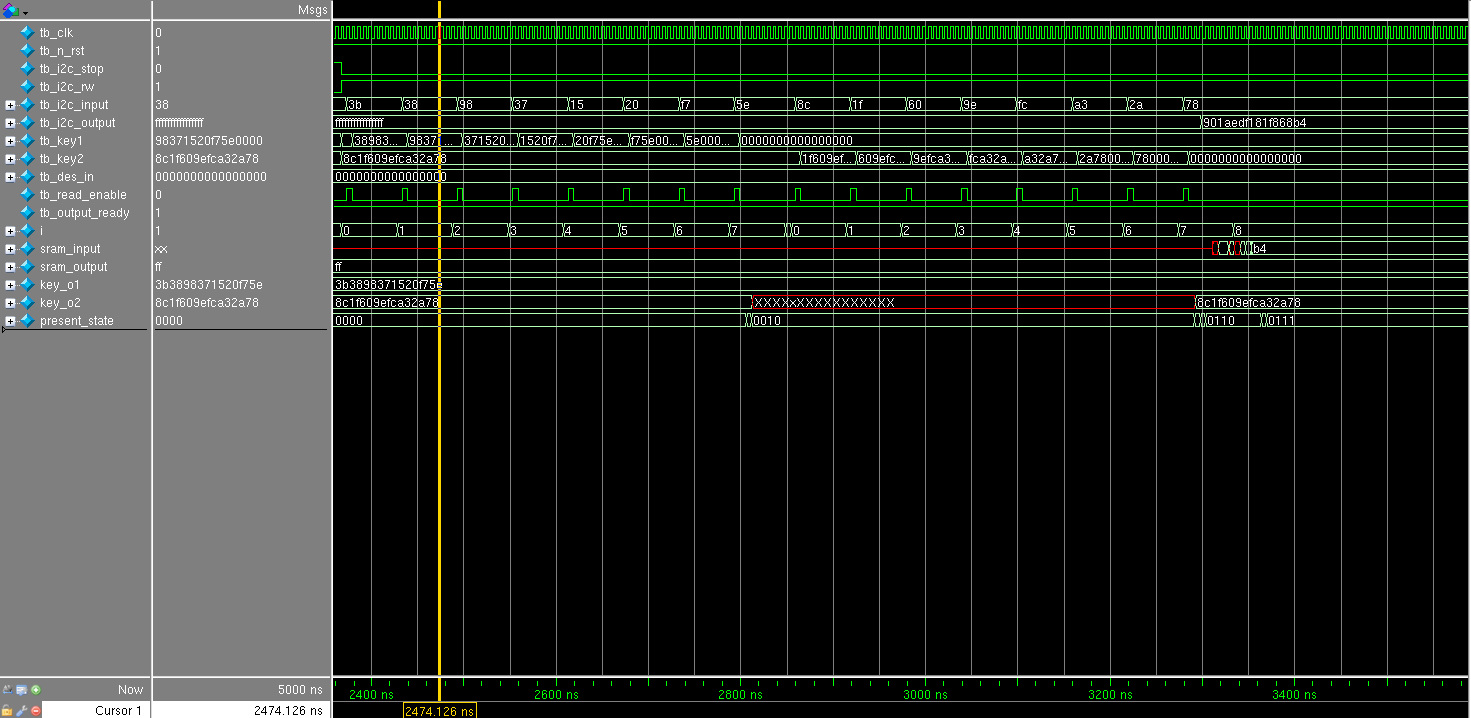 Msgs
tb_clk 0
tb_n_rst 1
tb_i2c_stop 0
tb_i2c_rw 1
tb_i2c_input 38 3b 38 98 37 15 20 f7 5e 8c 1f 60 9e fc a3 2a 78
tb_i2c_output ffffffffffffffff ffffffffffffffff 901aedf181f868b4
tb_key1 98371520f75e0000 38983... 9837 371520... 1520f7... 20f75e... f75e00... 5e000... 0000000000000000
tb_key2 8c1f609efca32a78 8c1f609efca32a78 1f609ef... 609efc... 9efca3... fca32a... a32a7... 2a7800... 78000... 0000000000000000
tb_des_in 0000000000000000 0000000000000000
tb_read_enable 0
tb_output_ready 1
i 1 0 1 2 3 4 5 6 7 0 1 2 3 4 5 6 7 8
sram_input xx b4
sram_output ff ff
key_o1 3b3898371520f75e 3b3898371520f75e
key_o2 8c1f609efca32a78 8c1f609efca32a78 XXXXxXXXXXXXXXXX 8c1f609efca32a78
present_state 0000 0000 0010 0110 0111
Now 5000 ns 2400 ns 2600 ns 2800 ns 3000 ns 3200 ns 3400 ns
Cursor 1 2474.126 ns 2474.126 ns